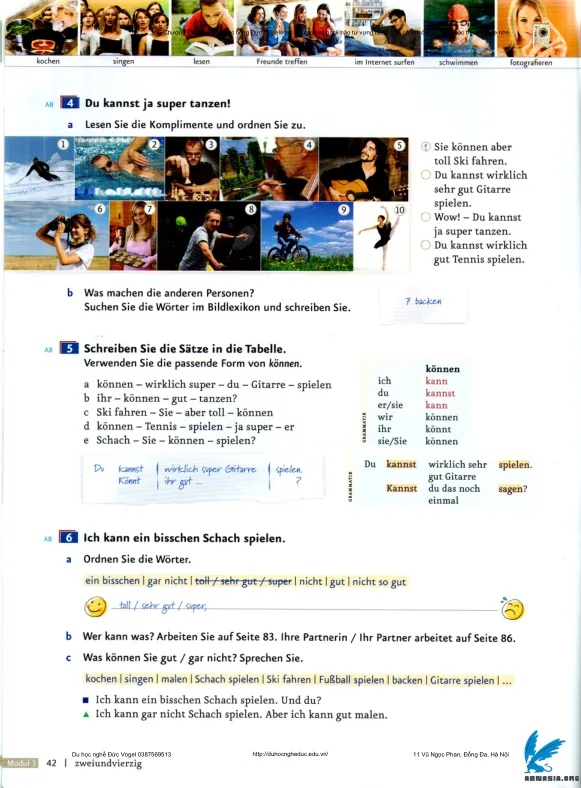 kochen singen lesen Freunde treffen im Internet surfen schwimmen fotografieren
AB 4 Du kannst ja super tanzen!
a Lesen Sie die Komplimente und ordnen Sie zu.
1 2 3 4 5
6 7 8 9 10
① Sie können aber
toll Ski fahren.
○ Du kannst wirklich
sehr gut Gitarre
spielen.
○ Wow! – Du kannst
ja super tanzen.
○ Du kannst wirklich
gut Tennis spielen.
b Was machen die anderen Personen?
Suchen Sie die Wörter im Bildlexikon und schreiben Sie.
7 backen
AB 5 Schreiben Sie die Sätze in die Tabelle.
Verwenden Sie die passende Form von können.
a können – wirklich super – du – Gitarre – spielen
b ihr – können – gut – tanzen?
c Ski fahren – Sie – aber toll – können
d können – Tennis – spielen – ja super – er
e Schach – Sie – können – spielen?
Du kannst wirklich super Gitarre spielen.
Könnt ihr gut ... ?
GRAMMATIK
können
ich kann
du kannst
er/sie kann
wir können
ihr könnt
sie/Sie können
GRAMMATIK
Du kannst wirklich sehr spielen.
gut Gitarre
Kannst du das noch sagen?
einmal
AB 6 Ich kann ein bisschen Schach spielen.
a Ordnen Sie die Wörter.
ein bisschen | gar nicht | toll / sehr gut / super | nicht | gut | nicht so gut
toll / sehr gut / super,
b Wer kann was? Arbeiten Sie auf Seite 83. Ihre Partnerin / Ihr Partner arbeitet auf Seite 86.
c Was können Sie gut / gar nicht? Sprechen Sie.
kochen | singen | malen | Schach spielen | Ski fahren | Fußball spielen | backen | Gitarre spielen | ...
■ Ich kann ein bisschen Schach spielen. Und du?
▲ Ich kann gar nicht Schach spielen. Aber ich kann gut malen.
Du học nghề Đức Vogel 0387569513 http://duhocngheduc.edu.vn/ 11 Vũ Ngọc Phan, Đống Đa, Hà Nội
Modul 3 42 | zweiundvierzig
ABNASIA.ORG